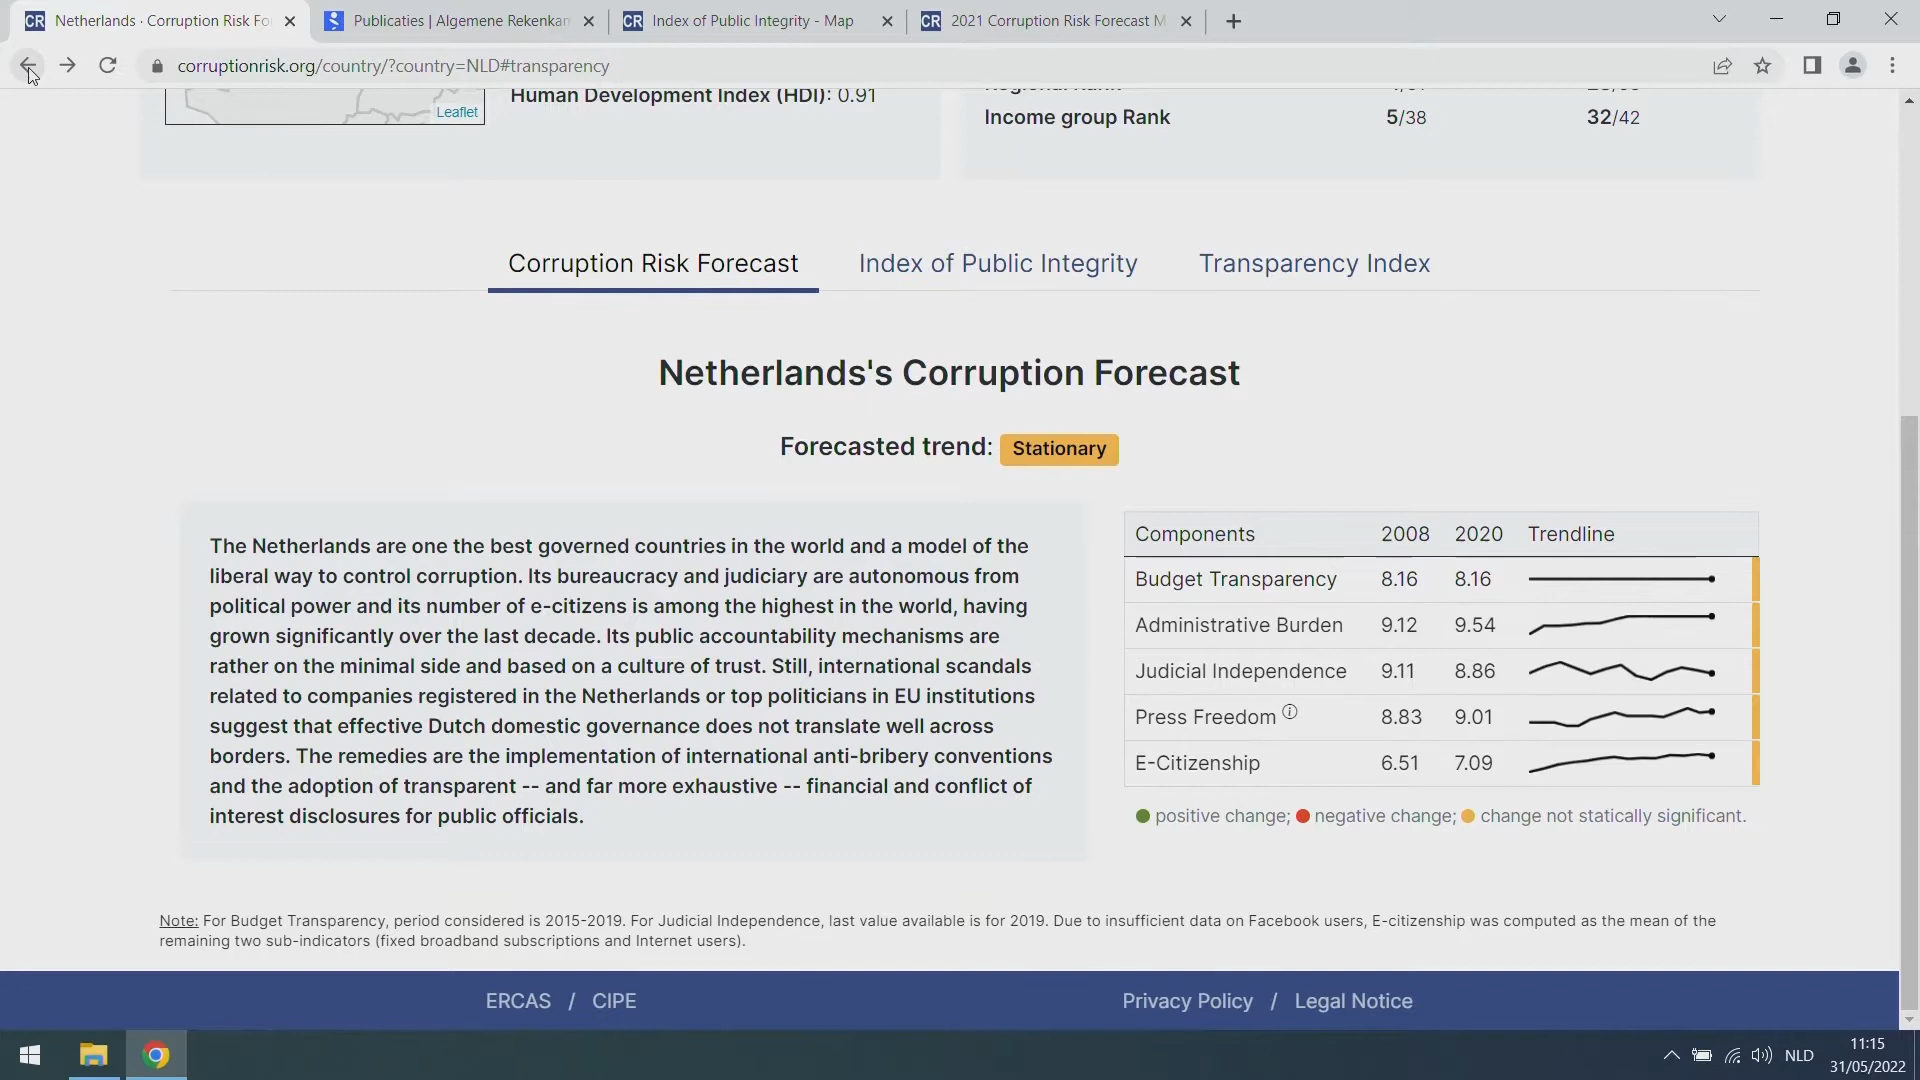 Netherlands · Corruption Risk Fo
Publicaties | Algemene Rekenkam
Index of Public Integrity - Map
2021 Corruption Risk Forecast M
corruptionrisk.org/country/?country=NLD#transparency
Leaflet
Human Development Index (HDI): 0.91
Income group Rank 5/38 32/42
Corruption Risk Forecast Index of Public Integrity Transparency Index
Netherlands's Corruption Forecast
Forecasted trend: Stationary
The Netherlands are one the best governed countries in the world and a model of the
liberal way to control corruption. Its bureaucracy and judiciary are autonomous from
political power and its number of e-citizens is among the highest in the world, having
grown significantly over the last decade. Its public accountability mechanisms are
rather on the minimal side and based on a culture of trust. Still, international scandals
related to companies registered in the Netherlands or top politicians in EU institutions
suggest that effective Dutch domestic governance does not translate well across
borders. The remedies are the implementation of international anti-bribery conventions
and the adoption of transparent -- and far more exhaustive -- financial and conflict of
interest disclosures for public officials.
Components 2008 2020 Trendline
Budget Transparency 8.16 8.16
Administrative Burden 9.12 9.54
Judicial Independence 9.11 8.86
Press Freedom 8.83 9.01
E-Citizenship 6.51 7.09
positive change; negative change; change not statically significant.
Note: For Budget Transparency, period considered is 2015-2019. For Judicial Independence, last value available is for 2019. Due to insufficient data on Facebook users, E-citizenship was computed as the mean of the
remaining two sub-indicators (fixed broadband subscriptions and Internet users).
ERCAS / CIPE
Privacy Policy / Legal Notice
NLD
11:15
31/05/2022